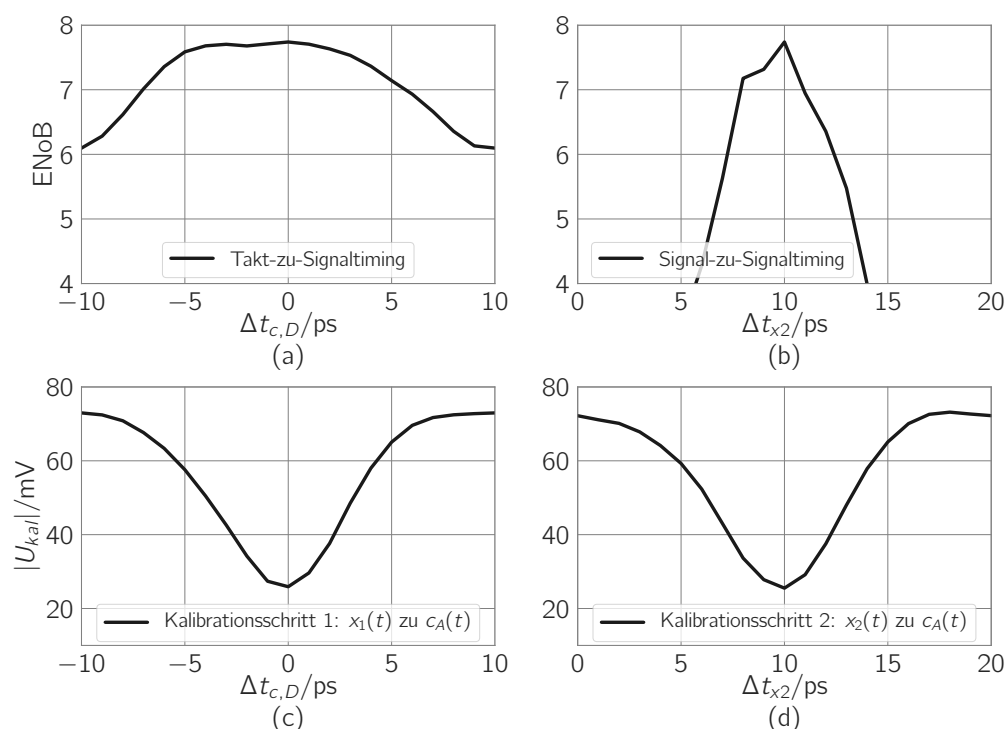 8
7
6
5
4
ENoB
Takt-zu-Signaltiming
−10 −5 0 5 10
Δt_{c,D}/ps
(a)
8
7
6
5
4
Signal-zu-Signaltiming
0 5 10 15 20
Δt_{x2}/ps
(b)
80
60
40
20
|U_{kal}|/mV
Kalibrationsschritt 1: x_1(t) zu c_A(t)
−10 −5 0 5 10
Δt_{c,D}/ps
(c)
80
60
40
20
Kalibrationsschritt 2: x_2(t) zu c_A(t)
0 5 10 15 20
Δt_{x2}/ps
(d)